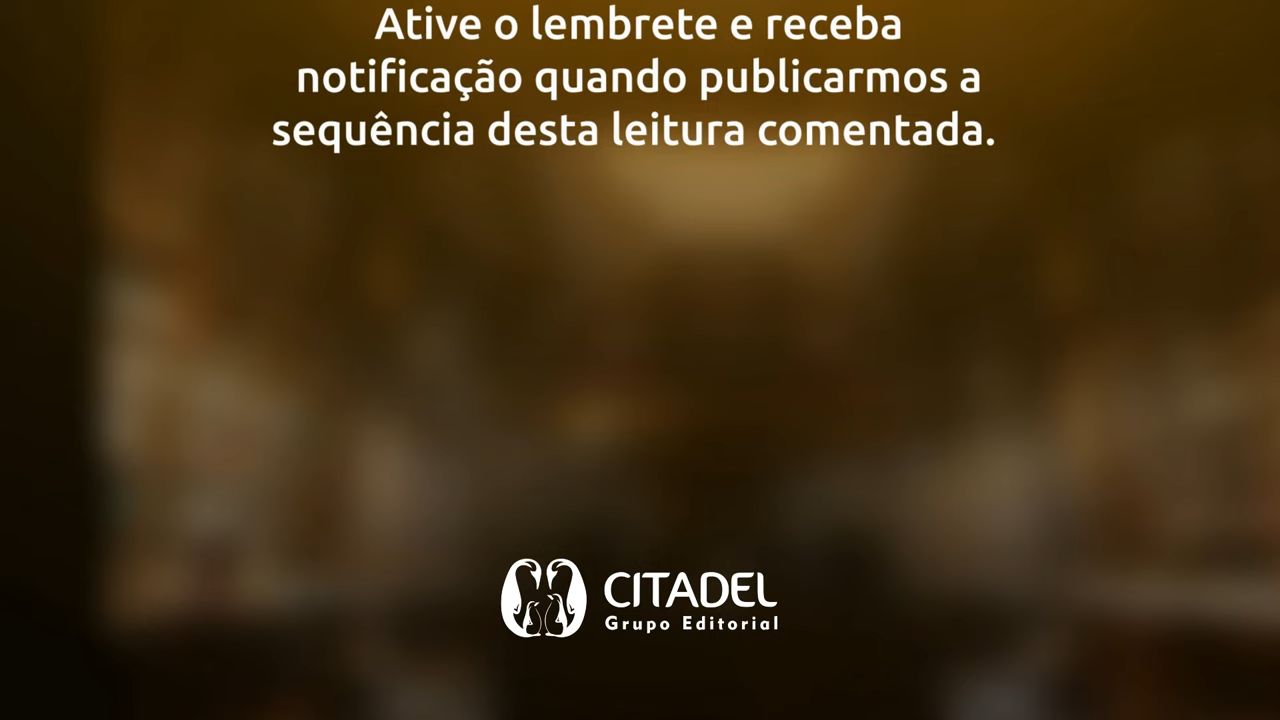 Ative o lembrete e receba
notificação quando publicarmos a
sequência desta leitura comentada.
CITADEL
Grupo Editorial